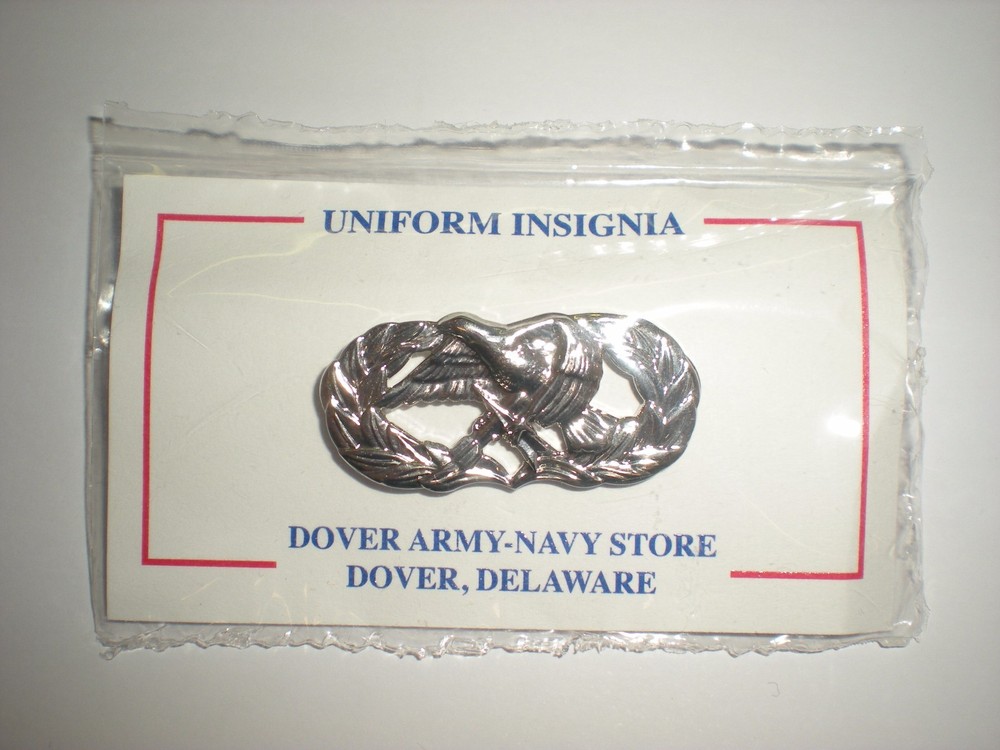 UNIFORM INSIGNIA
DOVER ARMY-NAVY STORE
DOVER, DELAWARE